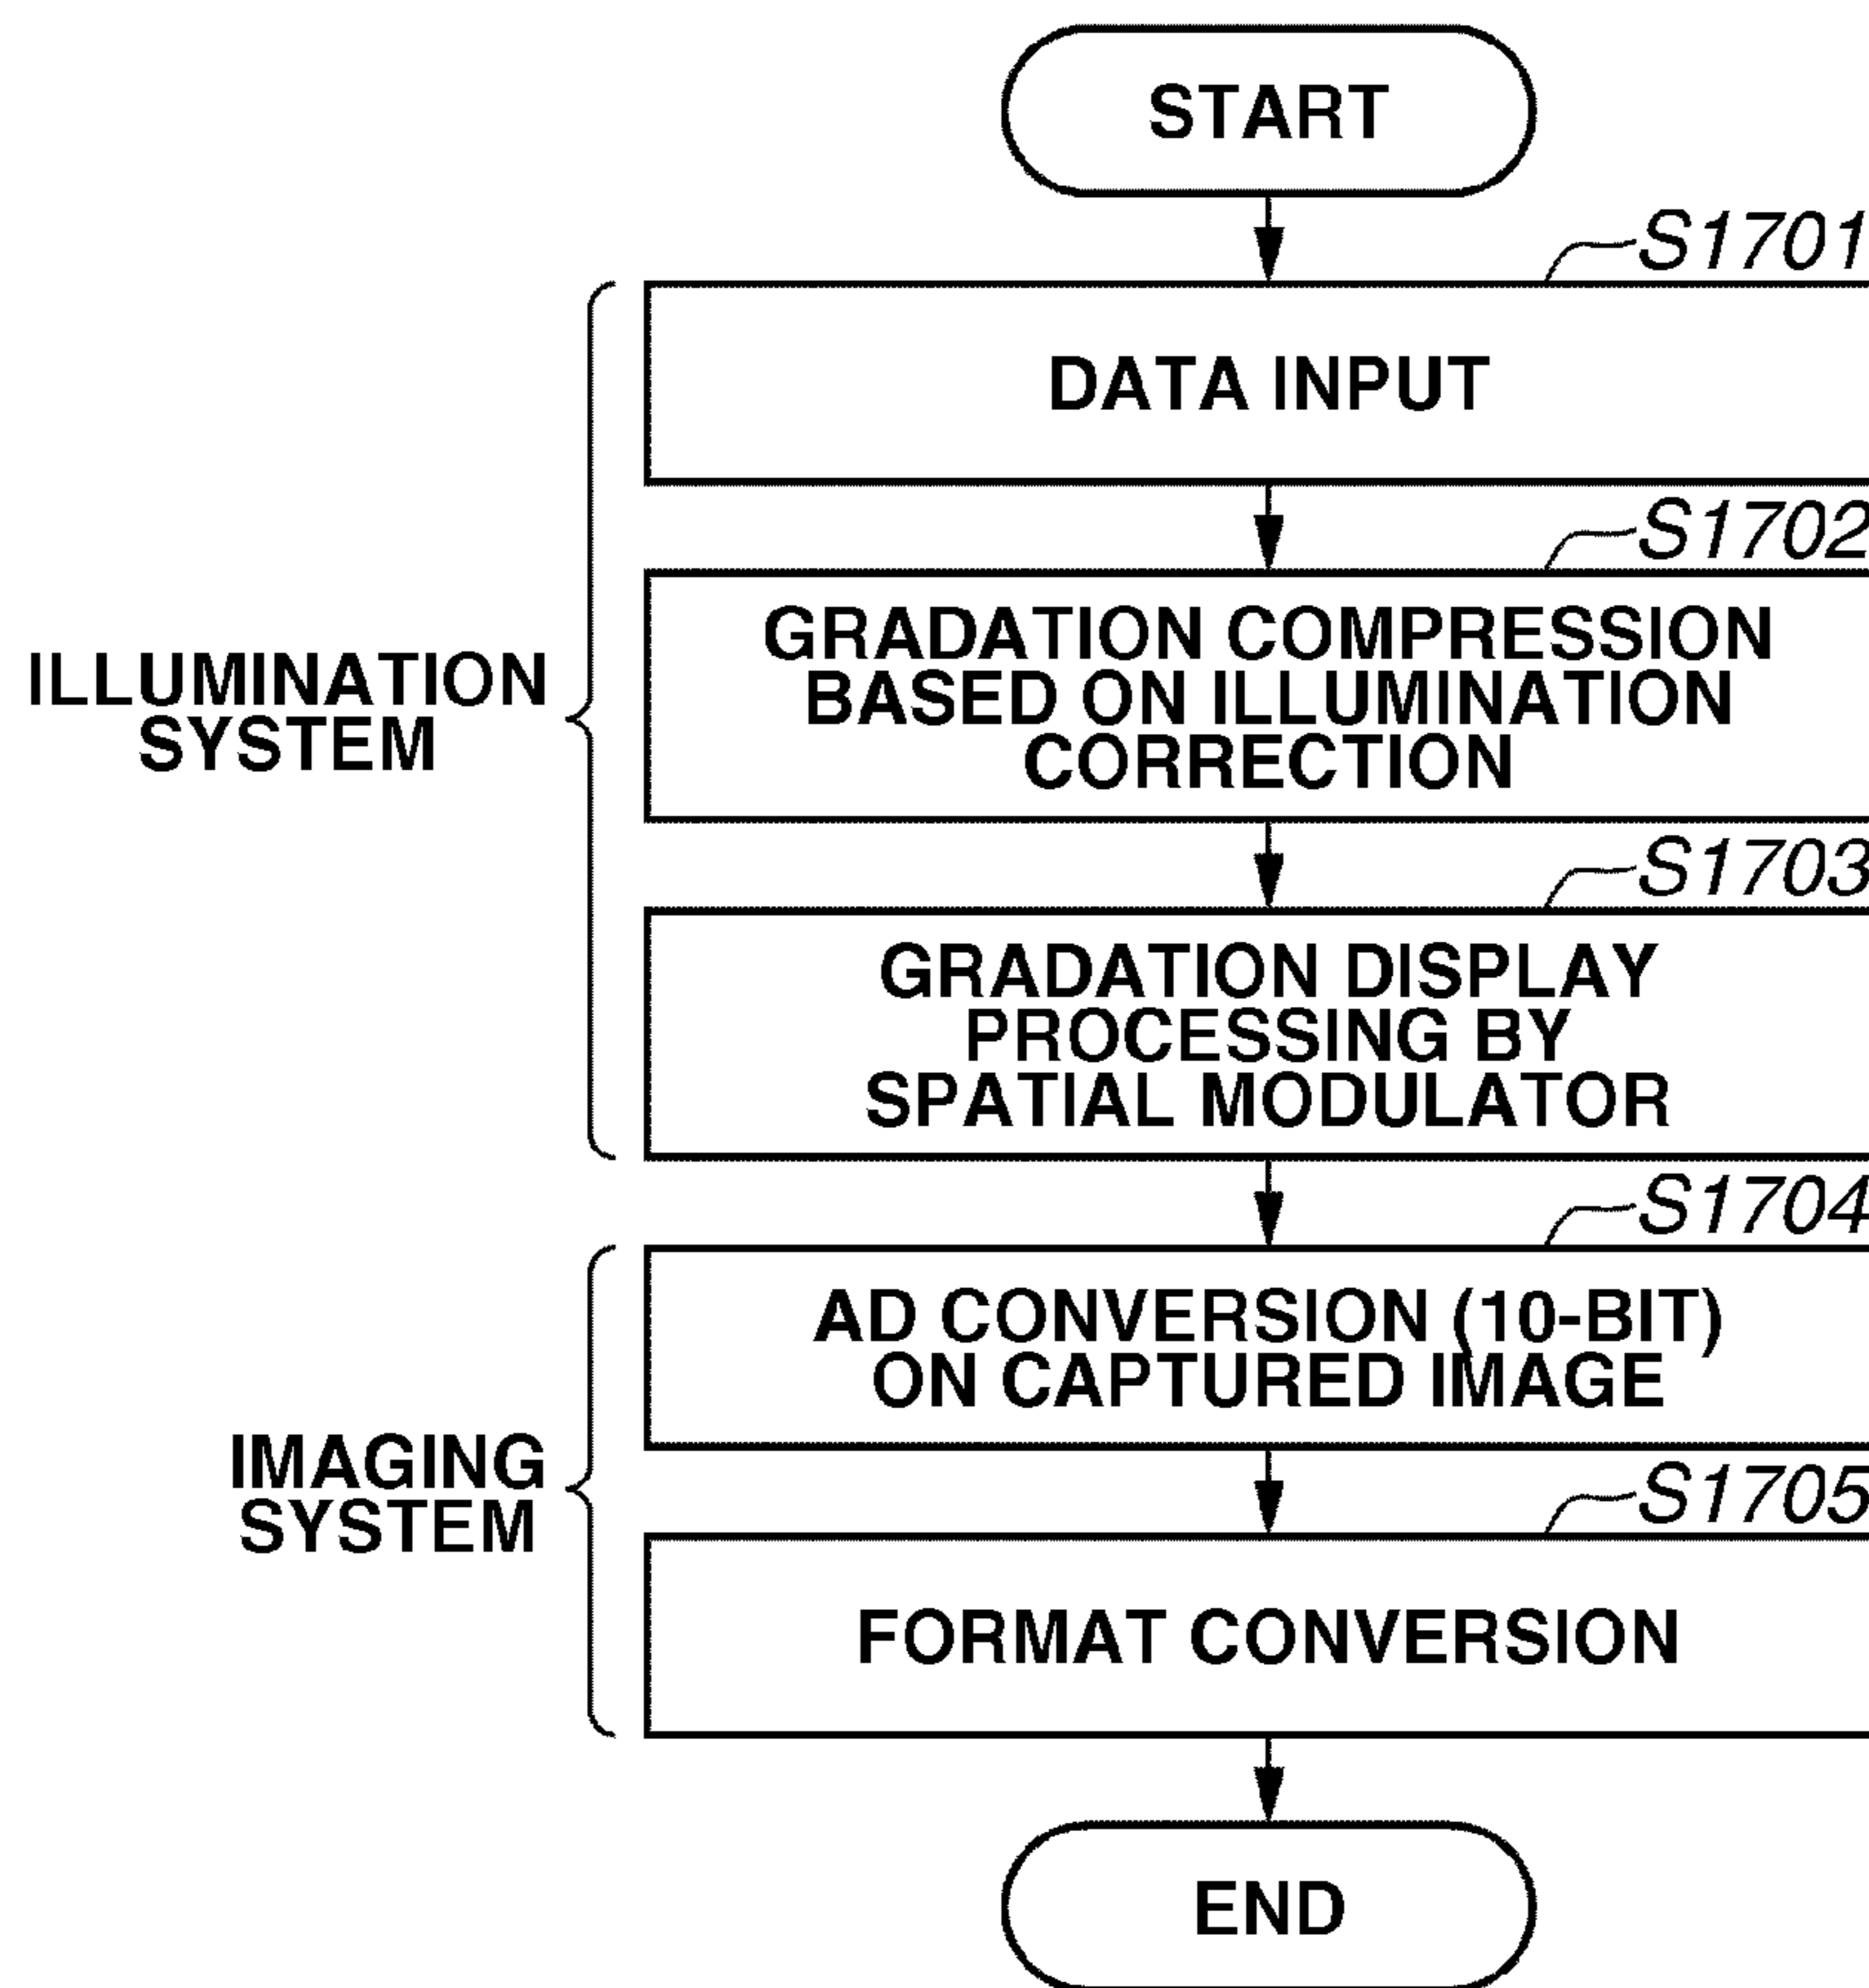 START
S1701
DATA INPUT
S1702
GRADATION COMPRESSION
BASED ON ILLUMINATION
CORRECTION
ILLUMINATION
SYSTEM
S1703
GRADATION DISPLAY
PROCESSING BY
SPATIAL MODULATOR
S1704
AD CONVERSION (10-BIT)
ON CAPTURED IMAGE
IMAGING
SYSTEM
S1705
FORMAT CONVERSION
END